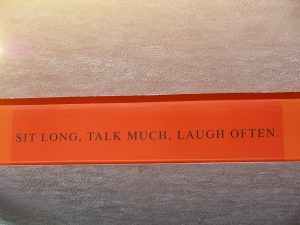 SIT LONG, TALK MUCH, LAUGH OFTEN.